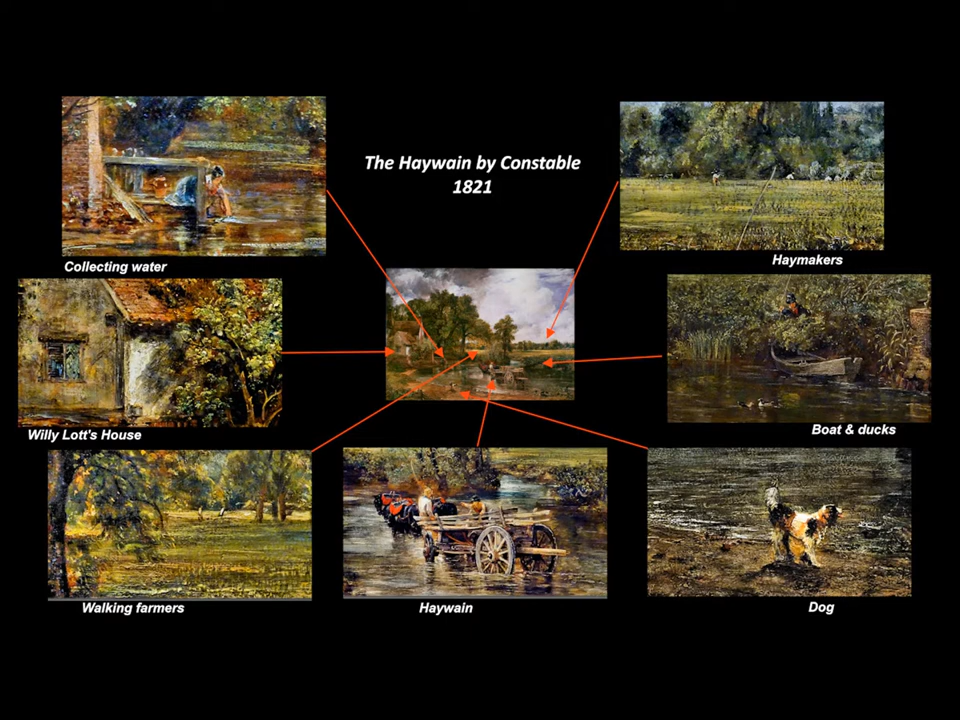 The Haywain by Constable
1821
Collecting water
Haymakers
Willy Lott's House
Boat & ducks
Walking farmers
Haywain
Dog